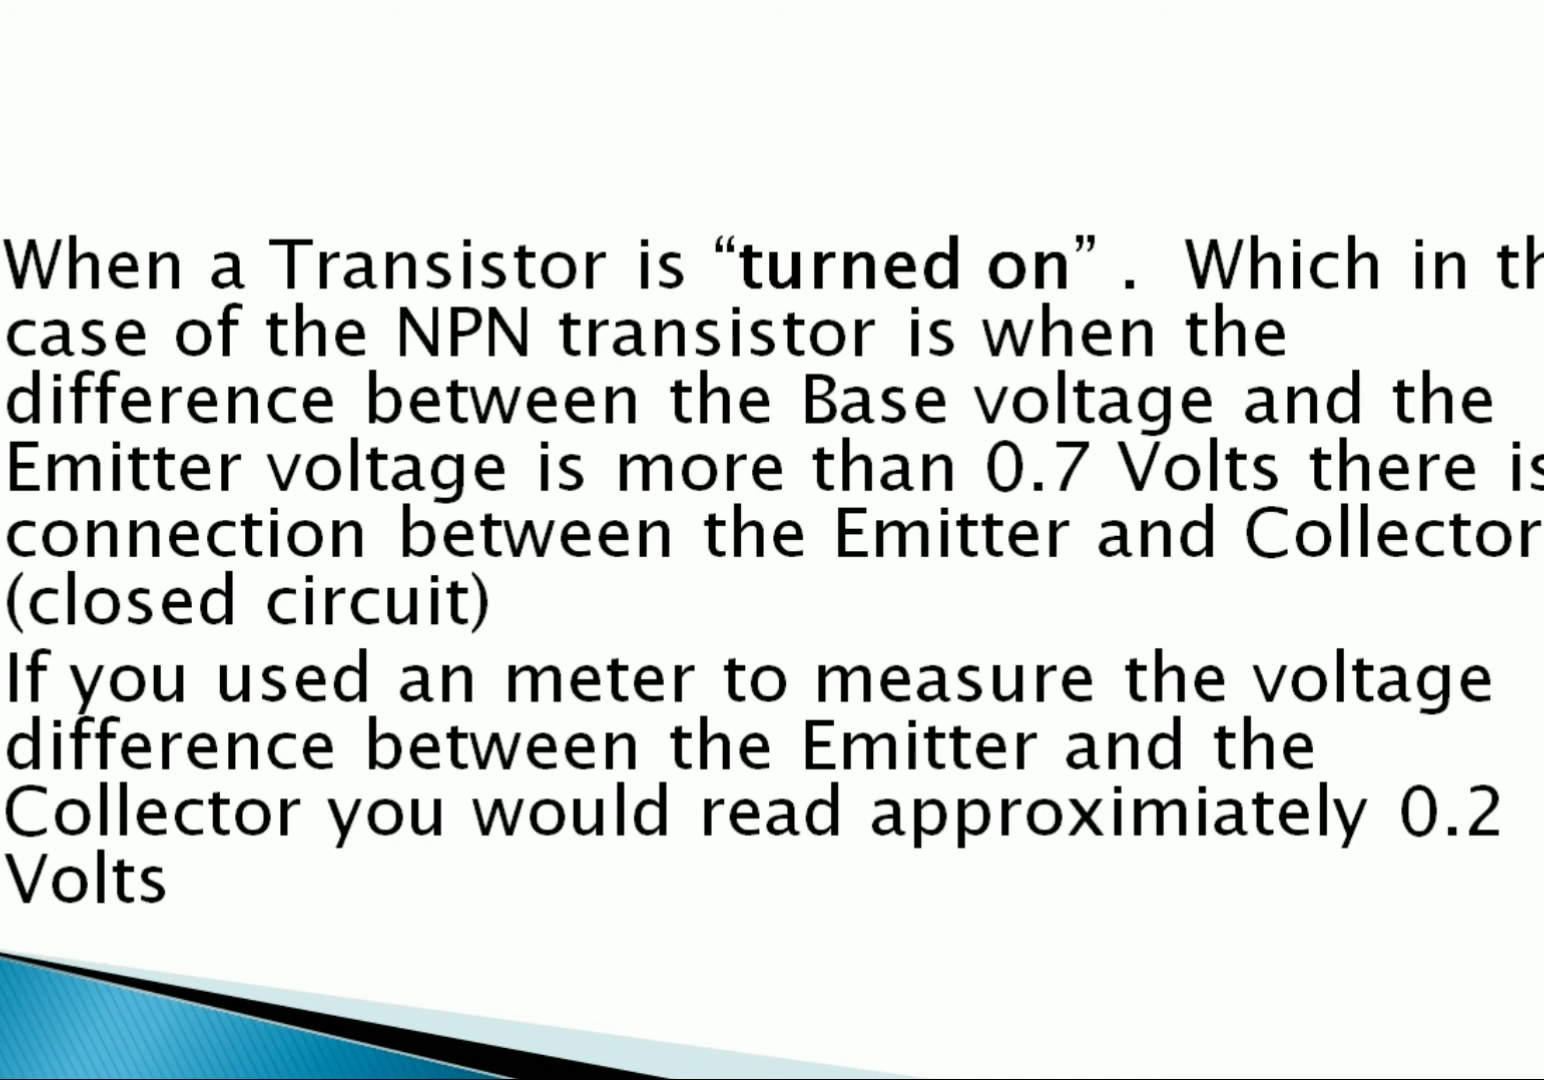 When a Transistor is “turned on” .  Which in th
case of the NPN transistor is when the
difference between the Base voltage and the
Emitter voltage is more than 0.7 Volts there is
connection between the Emitter and Collector
(closed circuit)
If you used an meter to measure the voltage
difference between the Emitter and the
Collector you would read approximiately 0.2
Volts